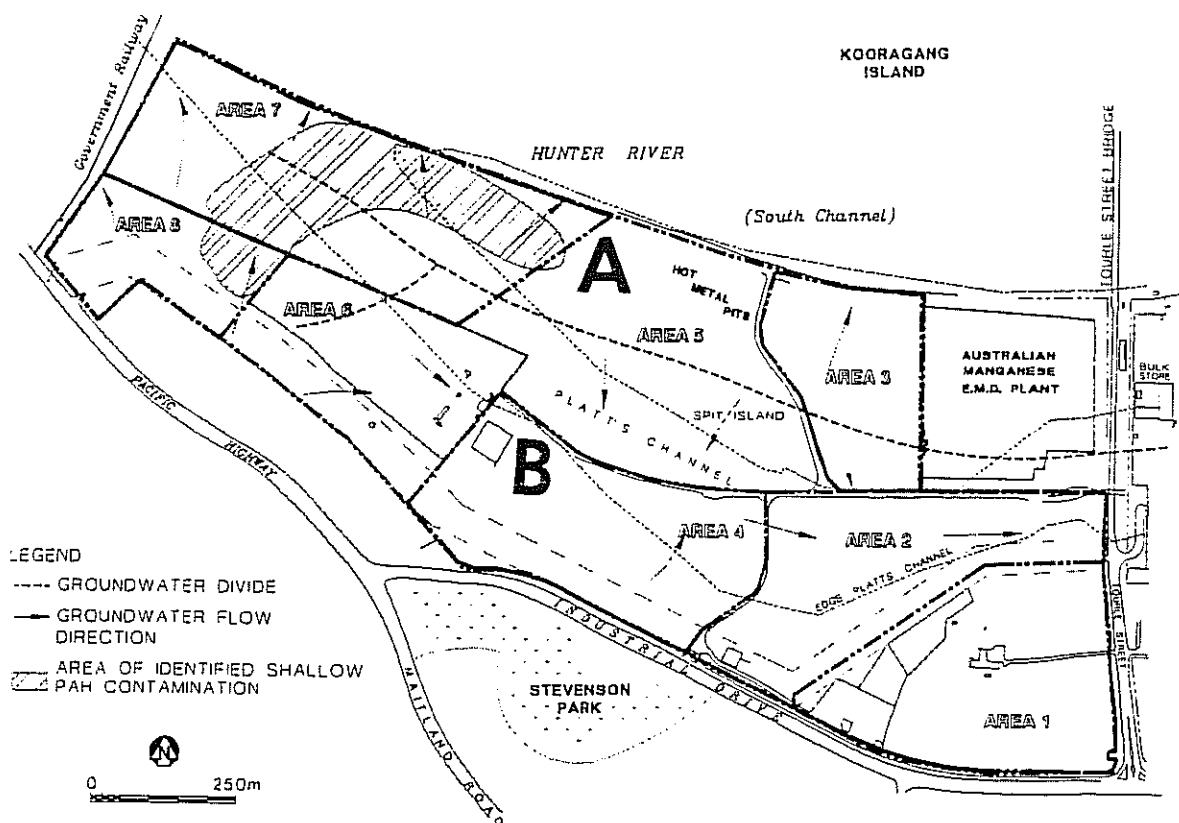 KOORAGANG
ISLAND
Government Railway
AREA 7
HUNTER RIVER
(South Channel)
TOURLE STREET BRIDGE
AREA 8
A
HOT
METAL
PITS
AREA 6
AREA 5
AREA 3
AUSTRALIAN
MANGANESE
E.M.D. PLANT
BULK
STORE
PLATT'S CHANNEL
SPIT ISLAND
PACIFIC
HIGHWAY
B
AREA 4
AREA 2
EDGE PLATTS CHANNEL
TOURLE STREET
LEGEND
GROUNDWATER DIVIDE
GROUNDWATER FLOW
DIRECTION
AREA OF IDENTIFIED SHALLOW
PAH CONTAMINATION
INDUSTRIAL DRIVE
STEVENSON
PARK
MAITLAND ROAD
AREA 1
N
0 250m